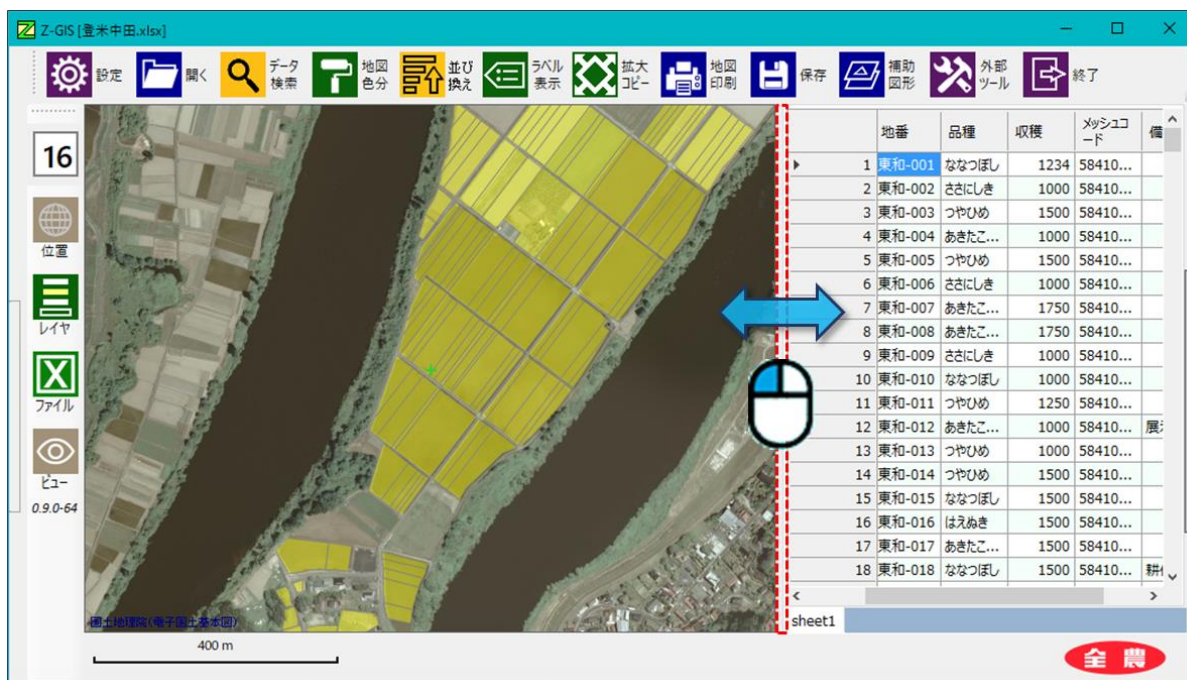 Z-GIS [登米中田.xlsx]
設定
開く
データ
検索
地図
色分
並び
換え
ラベル
表示
拡大
コピー
地図
印刷
保存
補助
図形
外部
ツール
終了
16
位置
レイヤ
ファイル
ビュー
0.9.0-64
国土地理院(電子国土基本図)
400 m
地番 品種 収穫 メッシュコ
ード 備
1 東和-001 ななつぼし 1234 58410...
2 東和-002 ささにしき 1000 58410...
3 東和-003 つやひめ 1500 58410...
4 東和-004 あきたこ... 1000 58410...
5 東和-005 つやひめ 1500 58410...
6 東和-006 ささにしき 1000 58410...
7 東和-007 あきたこ... 1750 58410...
8 東和-008 あきたこ... 1750 58410...
9 東和-009 ささにしき 1000 58410...
10 東和-010 ななつぼし 1000 58410...
11 東和-011 つやひめ 1250 58410...
12 東和-012 あきたこ... 1000 58410... 展
13 東和-013 つやひめ 1000 58410...
14 東和-014 つやひめ 1500 58410...
15 東和-015 ななつぼし 1500 58410...
16 東和-016 はえぬき 1500 58410...
17 東和-017 あきたこ... 1500 58410...
18 東和-018 ななつぼし 1500 58410... 耕
sheet1
全農